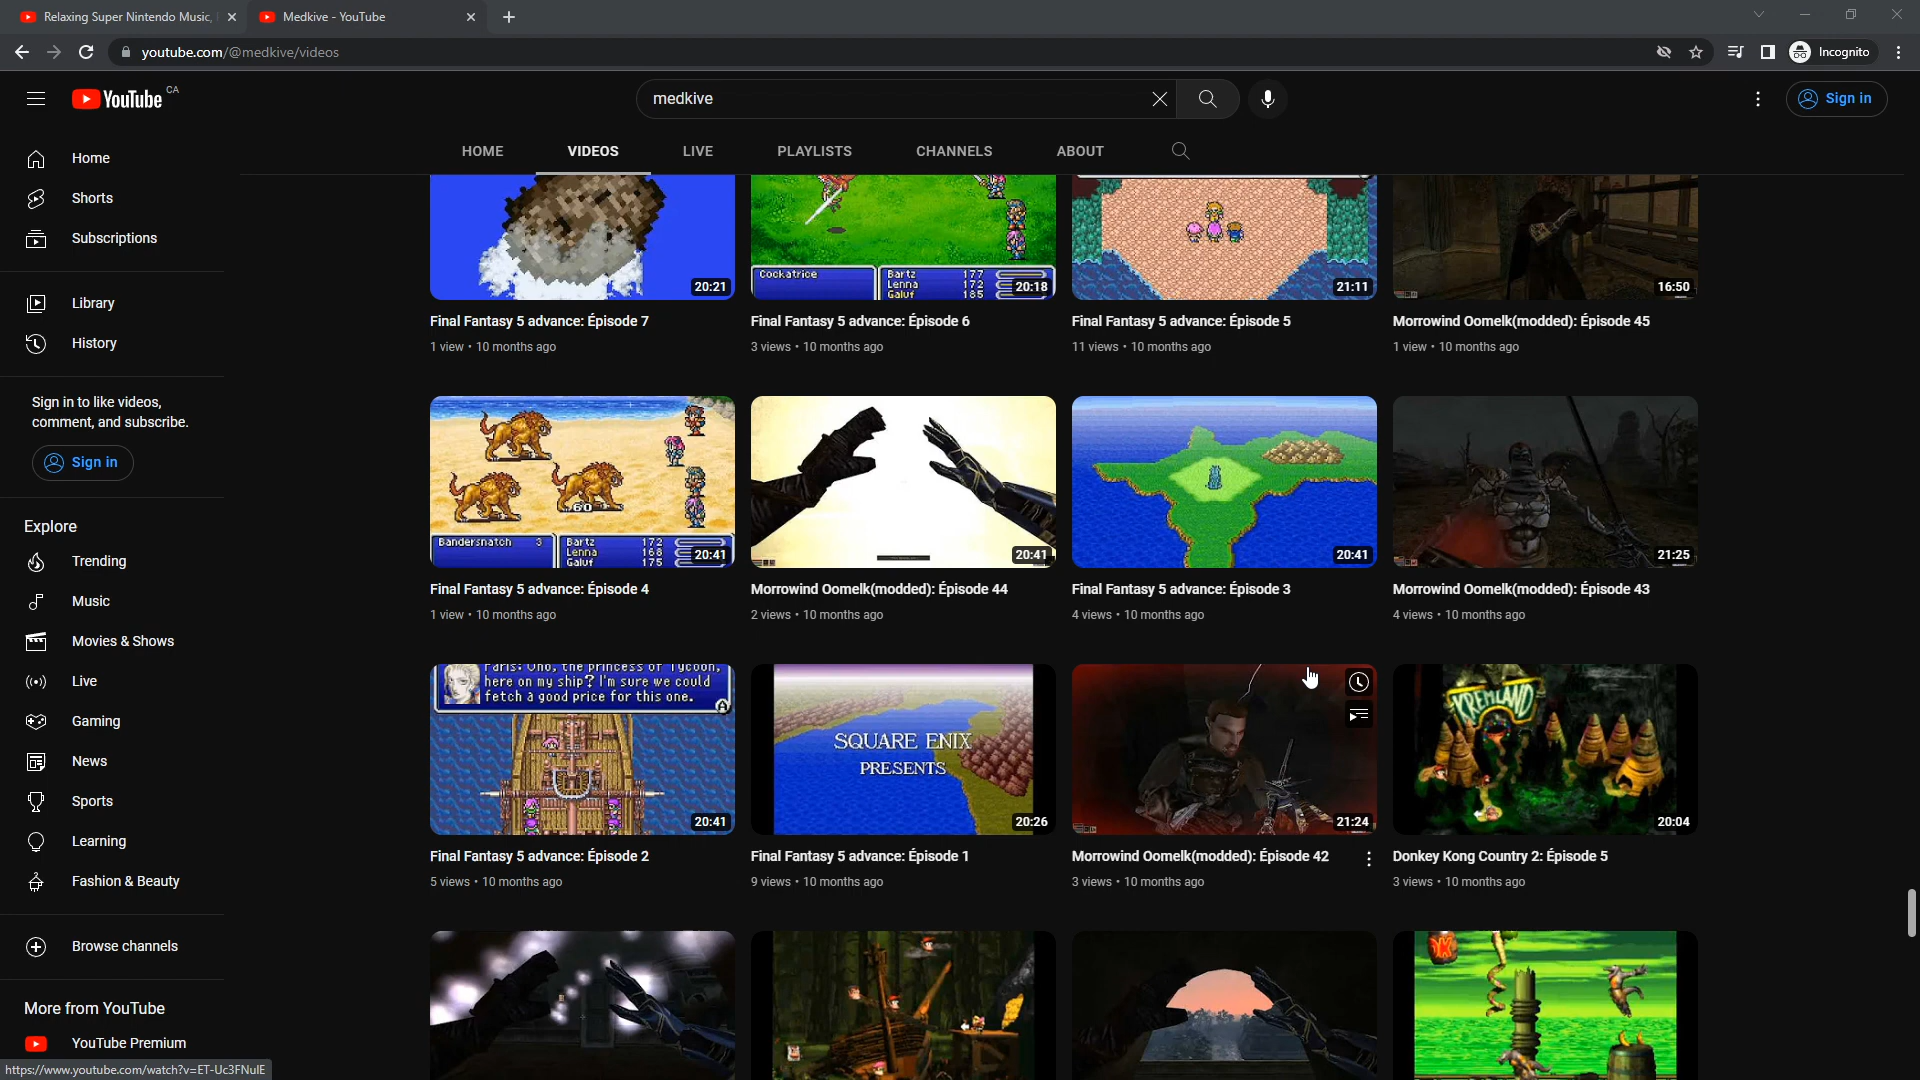 Relaxing Super Nintendo Music,
Medkive - YouTube
youtube.com/@medkive/videos
Incognito
YouTube CA
medkive
Sign in
HOME
VIDEOS
LIVE
PLAYLISTS
CHANNELS
ABOUT
Home
Shorts
Subscriptions
Library
History
Sign in to like videos,
comment, and subscribe.
Sign in
Explore
Trending
Music
Movies & Shows
Live
Gaming
News
Sports
Learning
Fashion & Beauty
Browse channels
More from YouTube
YouTube Premium
https://www.youtube.com/watch?v=ET-Uc3FNulE
20:21
Final Fantasy 5 advance: Épisode 7
1 view • 10 months ago
Cockatrice
Bartz 177
Lenna 172
Galuf 185
20:18
Final Fantasy 5 advance: Épisode 6
3 views • 10 months ago
21:11
Final Fantasy 5 advance: Épisode 5
11 views • 10 months ago
16:50
Morrowind Oomelk(modded): Épisode 45
1 view • 10 months ago
60
Bandersnatch 3
Bartz 172
Lenna 168
Galuf 175
20:41
Final Fantasy 5 advance: Épisode 4
1 view • 10 months ago
20:41
Morrowind Oomelk(modded): Épisode 44
2 views • 10 months ago
20:41
Final Fantasy 5 advance: Épisode 3
4 views • 10 months ago
21:25
Morrowind Oomelk(modded): Épisode 43
4 views • 10 months ago
Faris: Oho, the princess of Tycoon,
here on my ship? I'm sure we could
fetch a good price for this one.
20:41
Final Fantasy 5 advance: Épisode 2
5 views • 10 months ago
SQUARE ENIX
PRESENTS
20:26
Final Fantasy 5 advance: Épisode 1
9 views • 10 months ago
21:24
Morrowind Oomelk(modded): Épisode 42
3 views • 10 months ago
KREMLAND
20:04
Donkey Kong Country 2: Épisode 5
3 views • 10 months ago